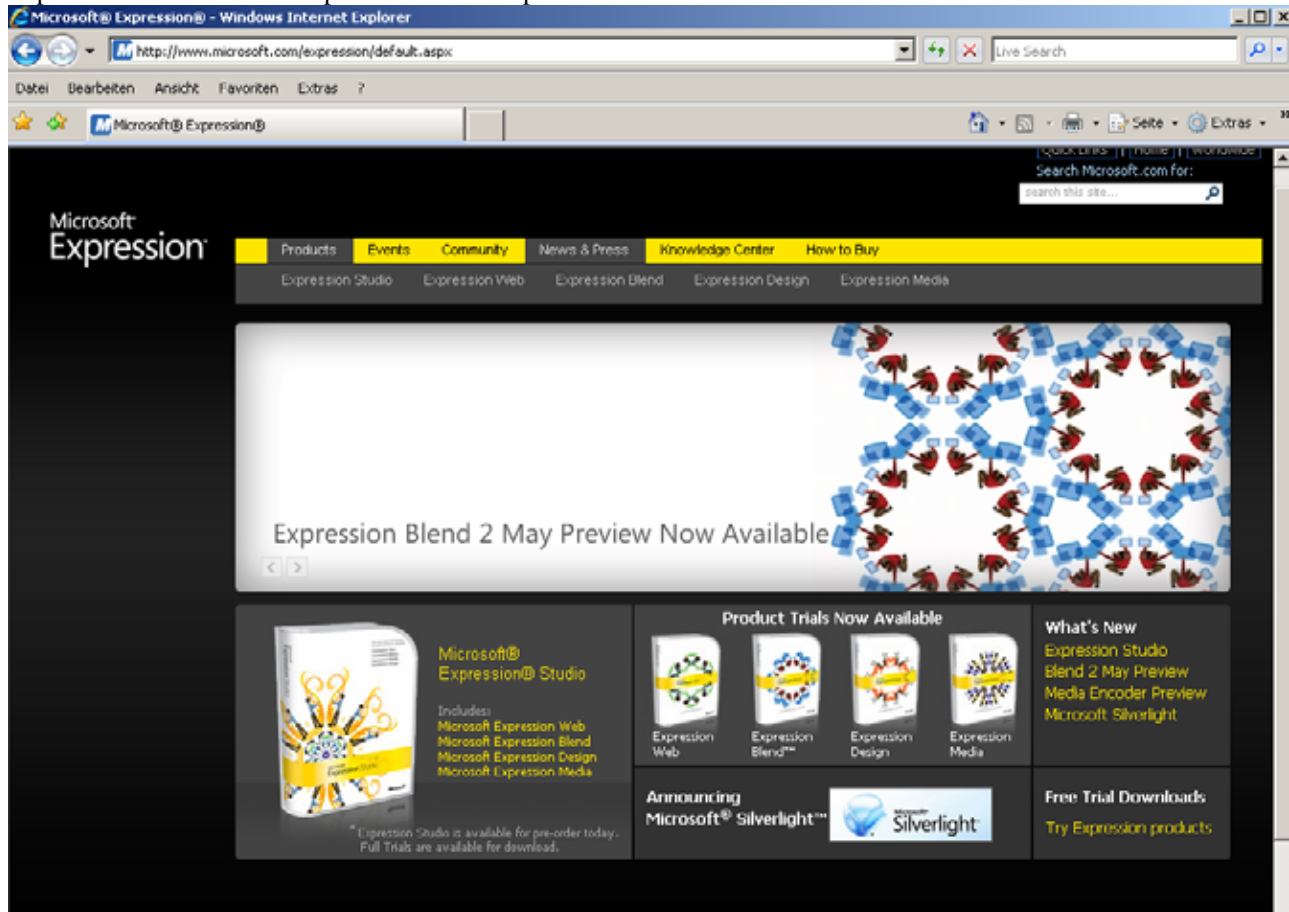 Microsoft® Expression® - Windows Internet Explorer
http://www.microsoft.com/expression/default.aspx
Live Search
Datei Bearbeiten Ansicht Favoriten Extras ?
Microsoft® Expression®
Seite
Extras
Quick Links | Home | Worldwide
Search Microsoft.com for:
search this site...
Microsoft
Expression
Products Events Community News & Press Knowledge Center How to Buy
Expression Studio Expression Web Expression Blend Expression Design Expression Media
Expression Blend 2 May Preview Now Available
Microsoft®
Expression® Studio
Includes:
Microsoft Expression Web
Microsoft Expression Blend
Microsoft Expression Design
Microsoft Expression Media
*Expression Studio is available for pre-order today.
Full Trials are available for download.
Product Trials Now Available
Expression
Web
Expression
Blend™
Expression
Design
Expression
Media
Announcing
Microsoft® Silverlight™
Microsoft
Silverlight
What's New
Expression Studio
Blend 2 May Preview
Media Encoder Preview
Microsoft Silverlight
Free Trial Downloads
Try Expression products